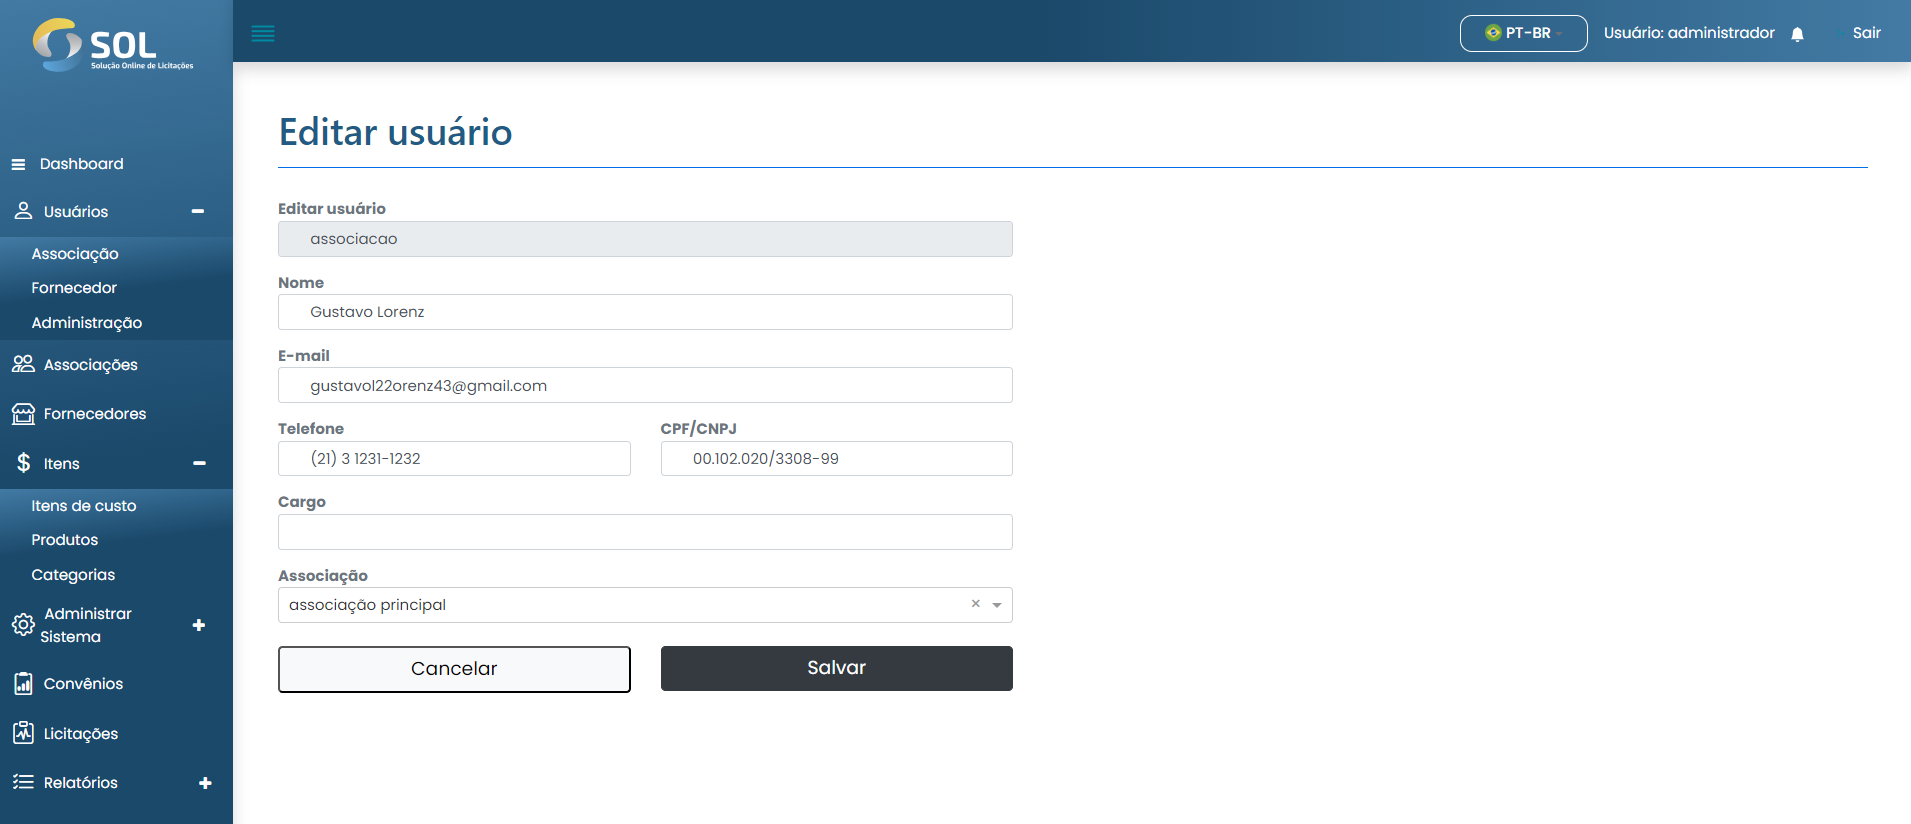 SOL
Solução Online de Licitações
PT-BR
Usuário: administrador
Sair
Dashboard
Usuários
Associação
Fornecedor
Administração
Associações
Fornecedores
Itens
Itens de custo
Produtos
Categorias
Administrar
Sistema
Convênios
Licitações
Relatórios
Editar usuário
Editar usuário
associacao
Nome
Gustavo Lorenz
E-mail
gustavol22orenz43@gmail.com
Telefone
(21) 3 1231-1232
CPF/CNPJ
00.102.020/3308-99
Cargo
Associação
associação principal
Cancelar
Salvar